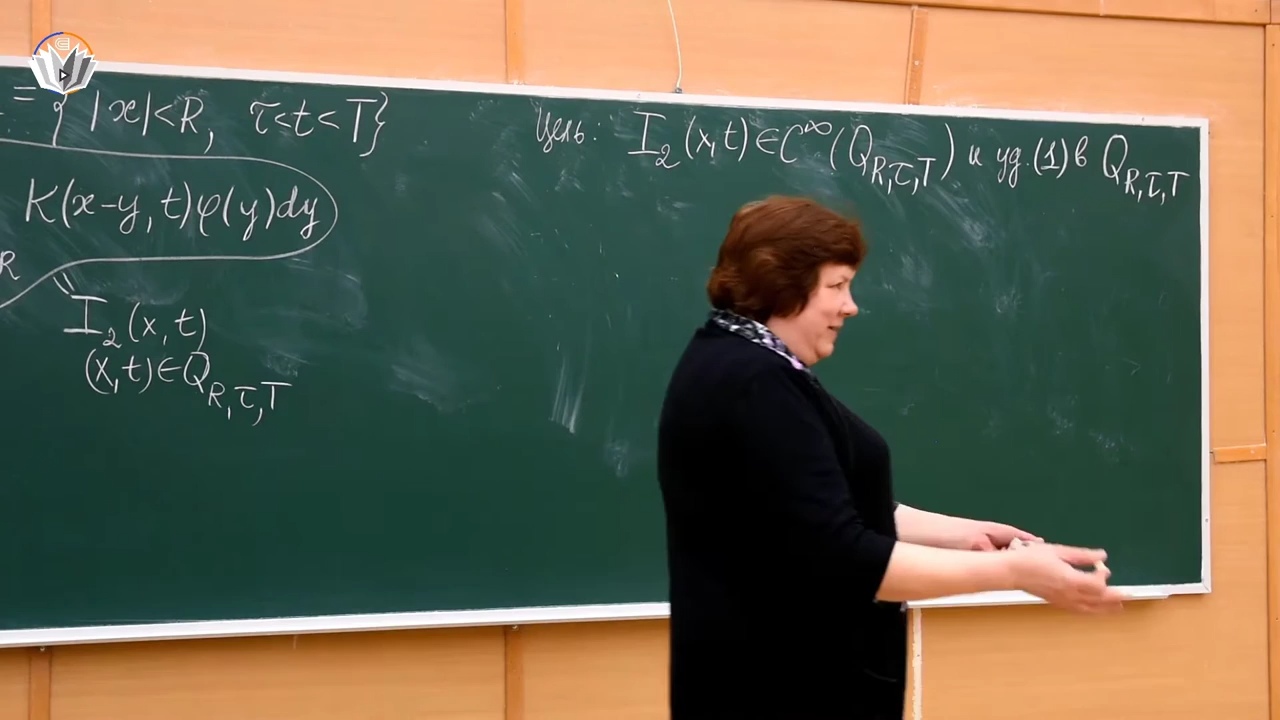 = { |x|<R, τ<t<T}
K(x-y, t)φ(y)dy
R
I₂(x, t)
(x,t)∈Q_{R,τ,T}
Цель: I₂(x,t)∈C^∞(Q_{R,τ,T}) и уд.(1) в Q_{R,τ,T}